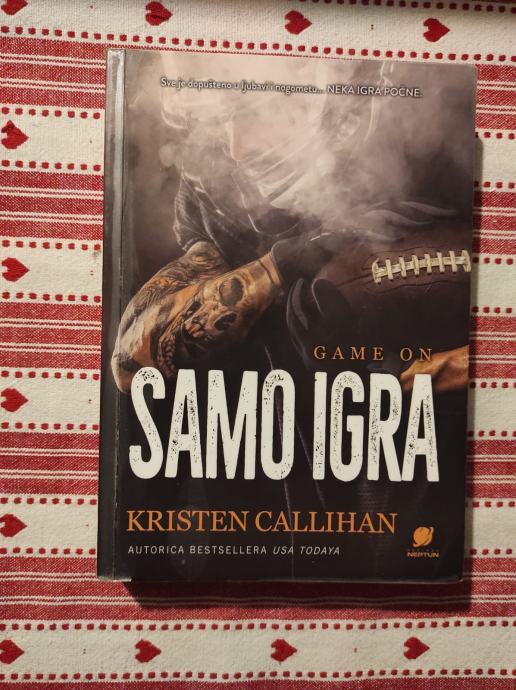 Sve je dopušteno u ljubavi i nogometu... NEKA IGRA POČNE.
GAME ON
SAMO IGRA
KRISTEN CALLIHAN
AUTORICA BESTSELLERA USA TODAYA
NEPTUN